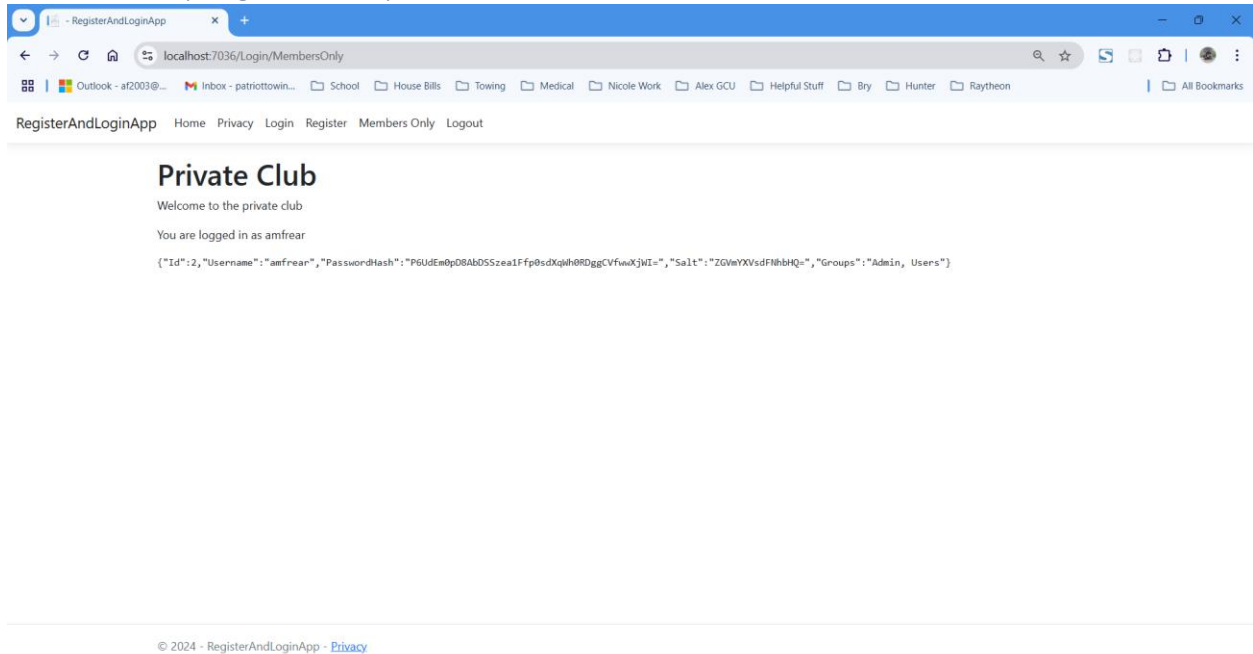 - RegisterAndLoginApp
localhost:7036/Login/MembersOnly
Outlook - af2003@... Inbox - patriottowin... School House Bills Towing Medical Nicole Work Alex GCU Helpful Stuff Bry Hunter Raytheon All Bookmarks
RegisterAndLoginApp Home Privacy Login Register Members Only Logout
Private Club
Welcome to the private club
You are logged in as amfrear
{"Id":2,"Username":"amfrear","PasswordHash":"P6UdEm0pD8AbDSSzea1Ffp0sdXqWh0RDggCVfwwXjWI=","Salt":"ZGVmYXVsdFNhbHQ=","Groups":"Admin, Users"}
© 2024 - RegisterAndLoginApp - Privacy